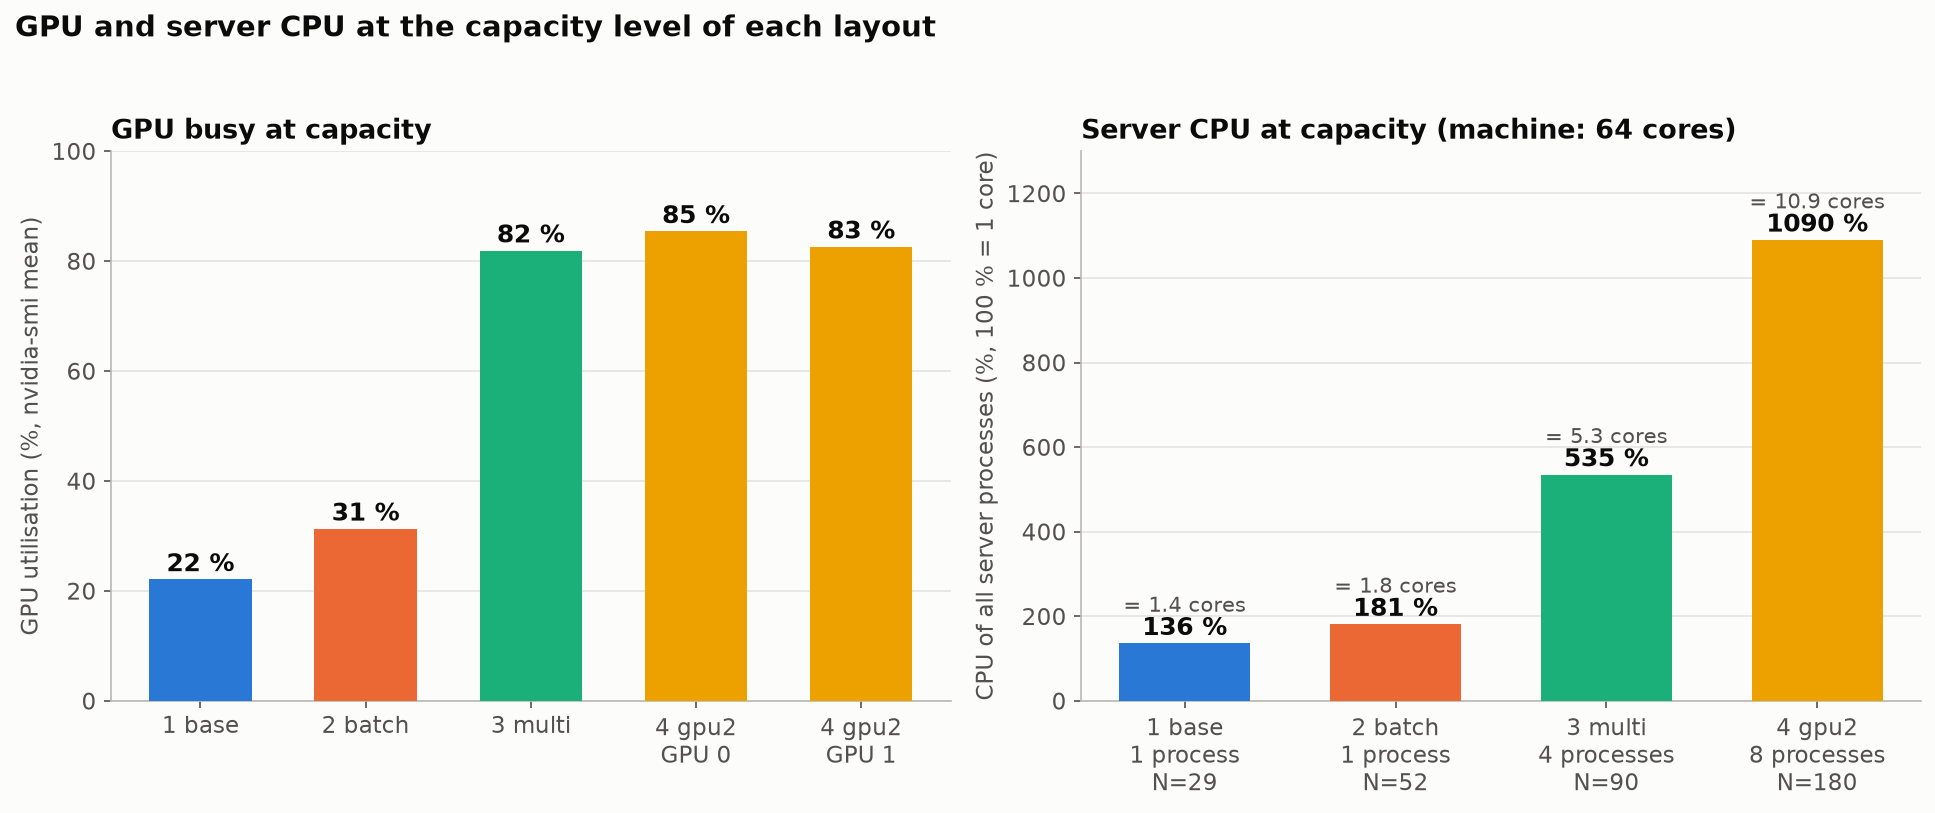 GPU and server CPU at the capacity level of each layout
GPU busy at capacity
GPU utilisation (%, nvidia-smi mean)
100
80
60
40
20
0
22 %
31 %
82 %
85 %
83 %
1 base
2 batch
3 multi
4 gpu2
GPU 0
4 gpu2
GPU 1
Server CPU at capacity (machine: 64 cores)
CPU of all server processes (%, 100 % = 1 core)
1200
1000
800
600
400
200
0
= 1.4 cores
136 %
= 1.8 cores
181 %
= 5.3 cores
535 %
= 10.9 cores
1090 %
1 base
1 process
N=29
2 batch
1 process
N=52
3 multi
4 processes
N=90
4 gpu2
8 processes
N=180